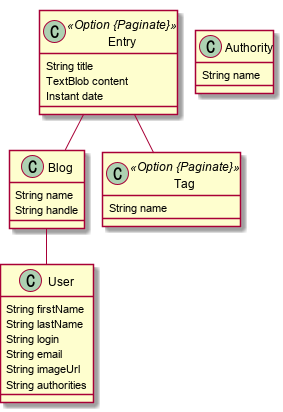 C «Option {Paginate}»
Entry
String title
TextBlob content
Instant date
C Authority
String name
C Blog
String name
String handle
C «Option {Paginate}»
Tag
String name
C User
String firstName
String lastName
String login
String email
String imageUrl
String authorities